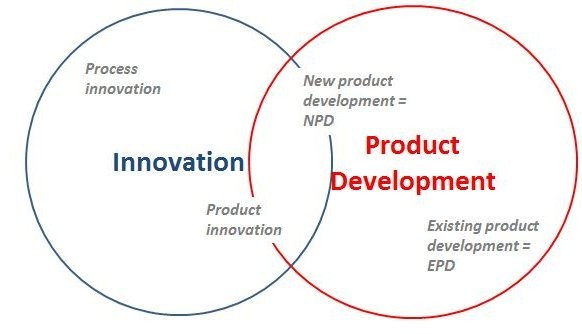 Process
innovation
New product
development =
NPD
Innovation
Product
Development
Product
innovation
Existing product
development =
EPD